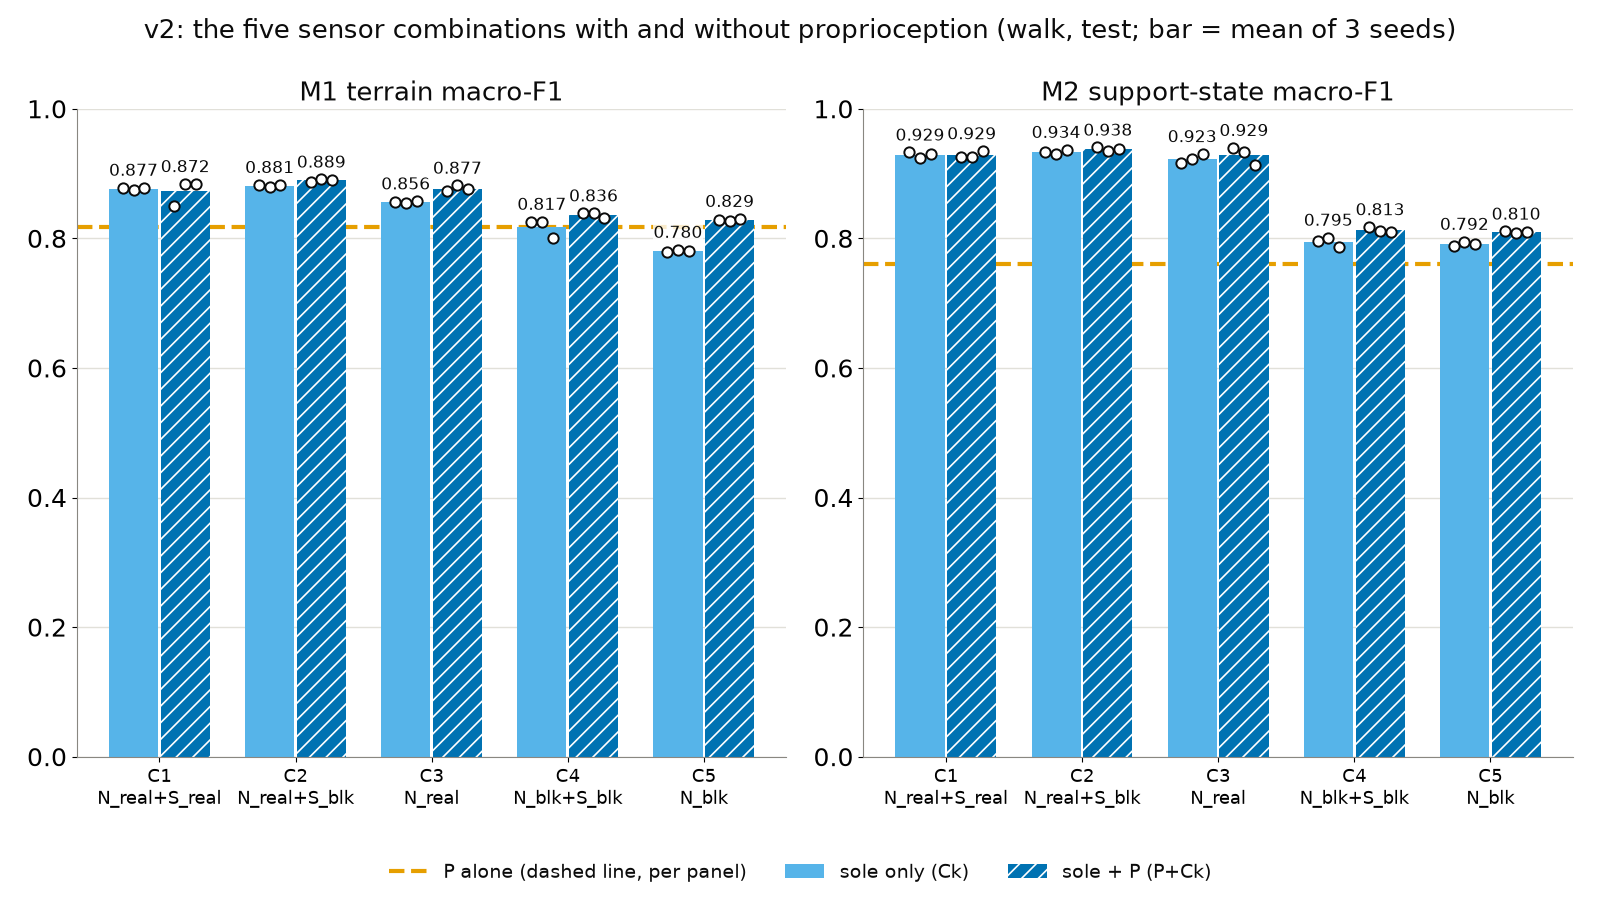 v2: the five sensor combinations with and without proprioception (walk, test; bar = mean of 3 seeds)
M1 terrain macro-F1
1.0
0.8
0.6
0.4
0.2
0.0
0.877 0.872
0.881 0.889
0.856 0.877
0.817 0.836
0.780 0.829
C1
N_real+S_real
C2
N_real+S_blk
C3
N_real
C4
N_blk+S_blk
C5
N_blk
M2 support-state macro-F1
1.0
0.8
0.6
0.4
0.2
0.0
0.929 0.929
0.934 0.938
0.923 0.929
0.795 0.813
0.792 0.810
C1
N_real+S_real
C2
N_real+S_blk
C3
N_real
C4
N_blk+S_blk
C5
N_blk
P alone (dashed line, per panel)
sole only (Ck)
sole + P (P+Ck)